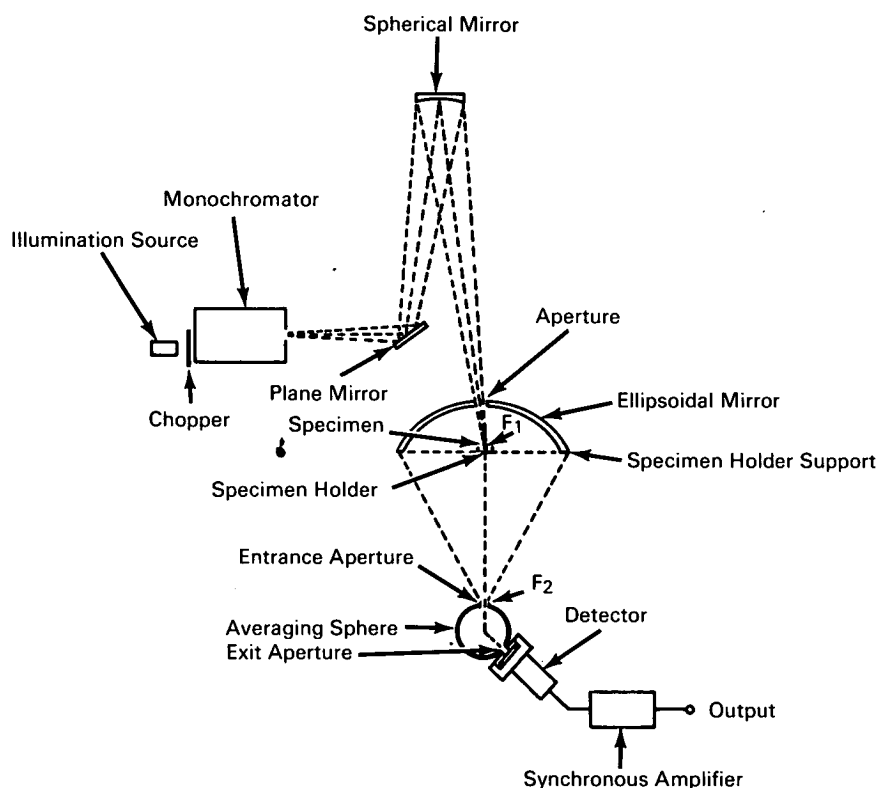 Spherical Mirror
Monochromator
Illumination Source
Aperture
Plane Mirror
Ellipsoidal Mirror
Chopper
Specimen
F1
Specimen Holder Support
Specimen Holder
Entrance Aperture
F2
Detector
Averaging Sphere
Exit Aperture
Output
Synchronous Amplifier